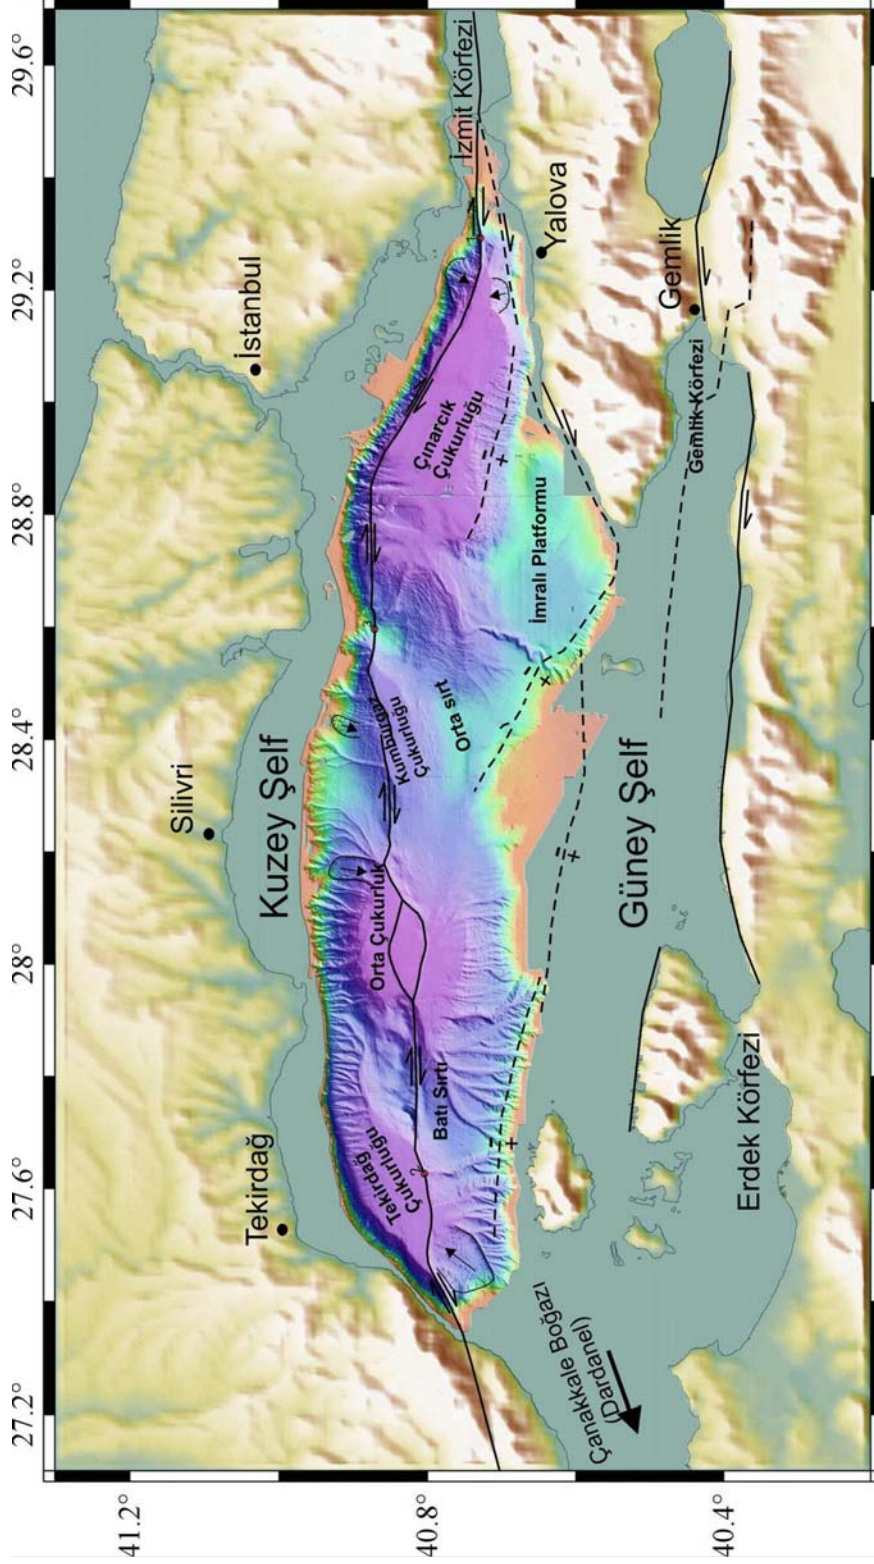 27.2°
27.6°
28°
28.4°
28.8°
29.2°
29.6°
41.2°
40.8°
40.4°
Tekirdağ
Silivri
İstanbul
Kuzey Şelf
İzmit Körfezi
Tekirdağ
Çukurluğu
Batı Sırtı
Orta Çukurluk
Kumburgaz
Çukurluğu
Orta sırt
Çınarcık
Çukurluğu
İmralı Platformu
Yalova
Çanakkale Boğazı
(Dardanel)
Güney Şelf
Gemlik Körfezi
Gemlik
Erdek Körfezi